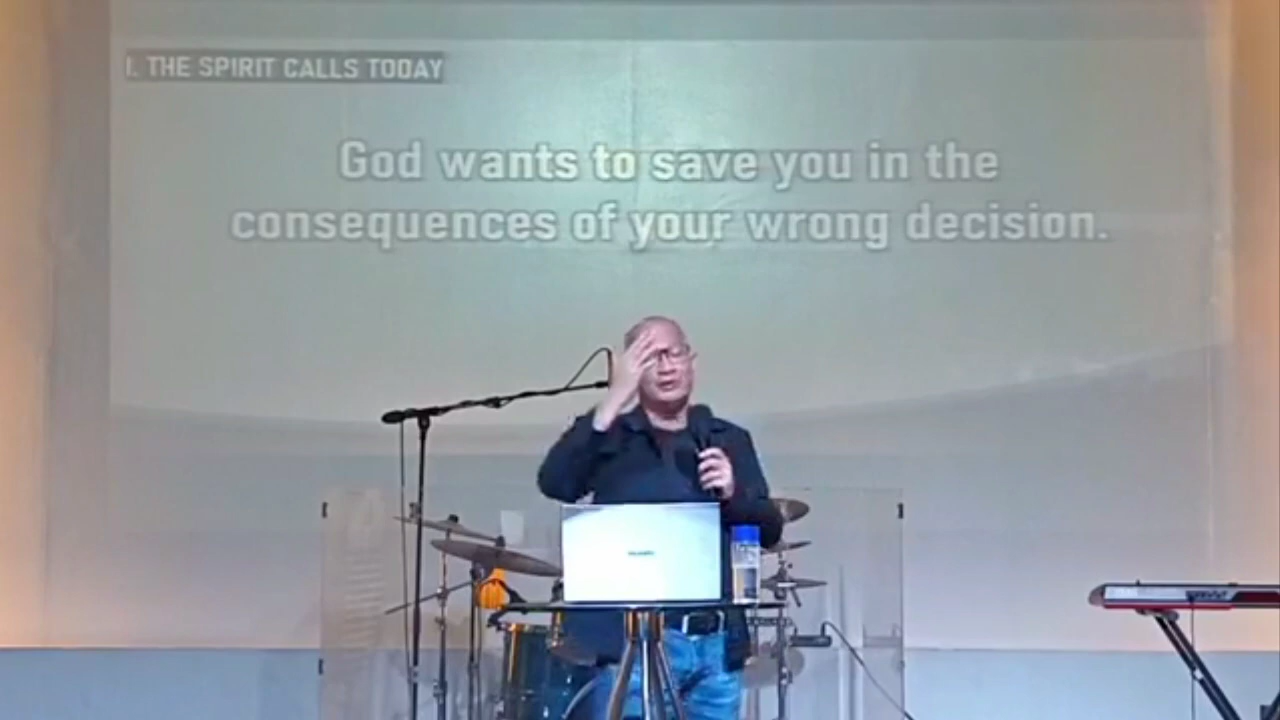 I. THE SPIRIT CALLS TODAY
God wants to save you in the
consequences of your wrong decision.